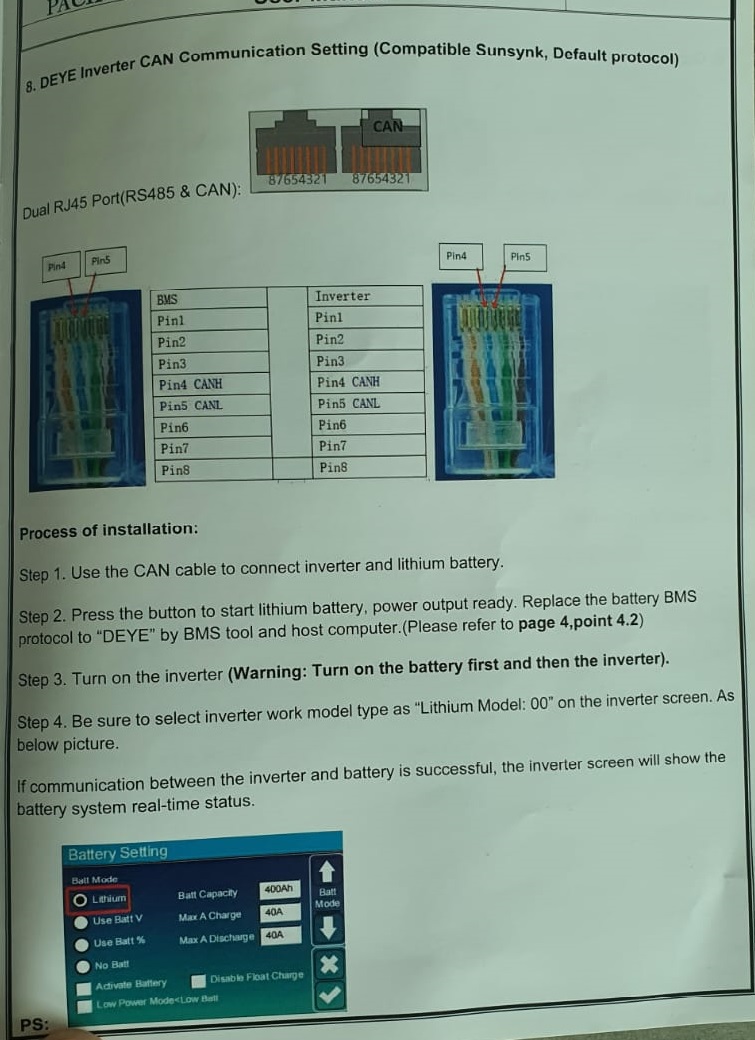 8. DEYE Inverter CAN Communication Setting (Compatible Sunsynk, Default protocol)
CAN
87654321 87654321
Dual RJ45 Port(RS485 & CAN):
Pin4 Pin5
Pin4 Pin5
BMS Inverter
Pin1 Pin1
Pin2 Pin2
Pin3 Pin3
Pin4 CANH Pin4 CANH
Pin5 CANL Pin5 CANL
Pin6 Pin6
Pin7 Pin7
Pin8 Pin8
Process of installation:
Step 1. Use the CAN cable to connect inverter and lithium battery.
Step 2. Press the button to start lithium battery, power output ready. Replace the battery BMS
protocol to “DEYE” by BMS tool and host computer.(Please refer to page 4,point 4.2)
Step 3. Turn on the inverter (Warning: Turn on the battery first and then the inverter).
Step 4. Be sure to select inverter work model type as “Lithium Model: 00” on the inverter screen. As
below picture.
If communication between the inverter and battery is successful, the inverter screen will show the
battery system real-time status.
Battery Setting
Batt Mode
Lithium
Batt Capacity 400Ah
Batt
Mode
Use Batt V
Max A Charge 40A
Use Batt %
Max A Discharge 40A
No Batt
Activate Battery
Disable Float Charge
Low Power Mode<Low Batt
PS: